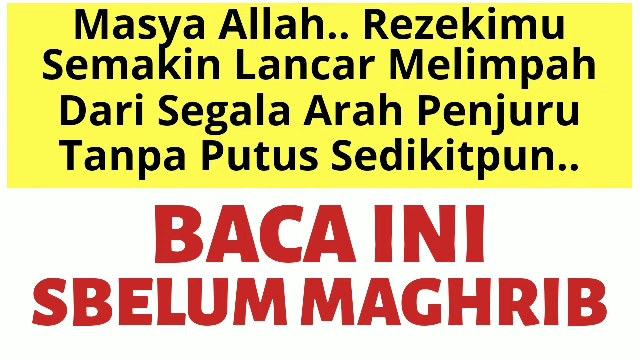 Masya Allah.. Rezekimu
Semakin Lancar Melimpah
Dari Segala Arah Penjuru
Tanpa Putus Sedikitpun..
BACA INI
SBELUM MAGHRIB